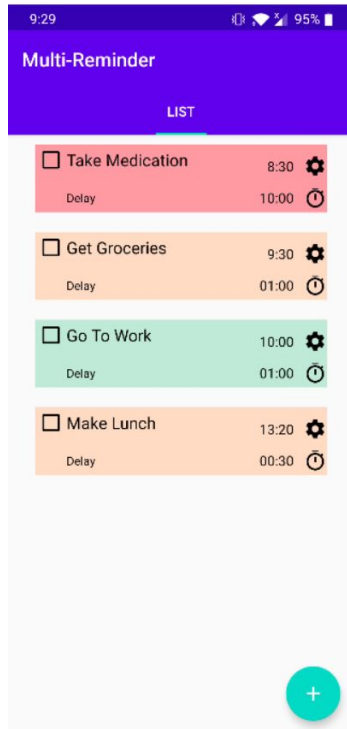 9:29 95%
Multi-Reminder
LIST
Take Medication 8:30
Delay 10:00
Get Groceries 9:30
Delay 01:00
Go To Work 10:00
Delay 01:00
Make Lunch 13:20
Delay 00:30
+